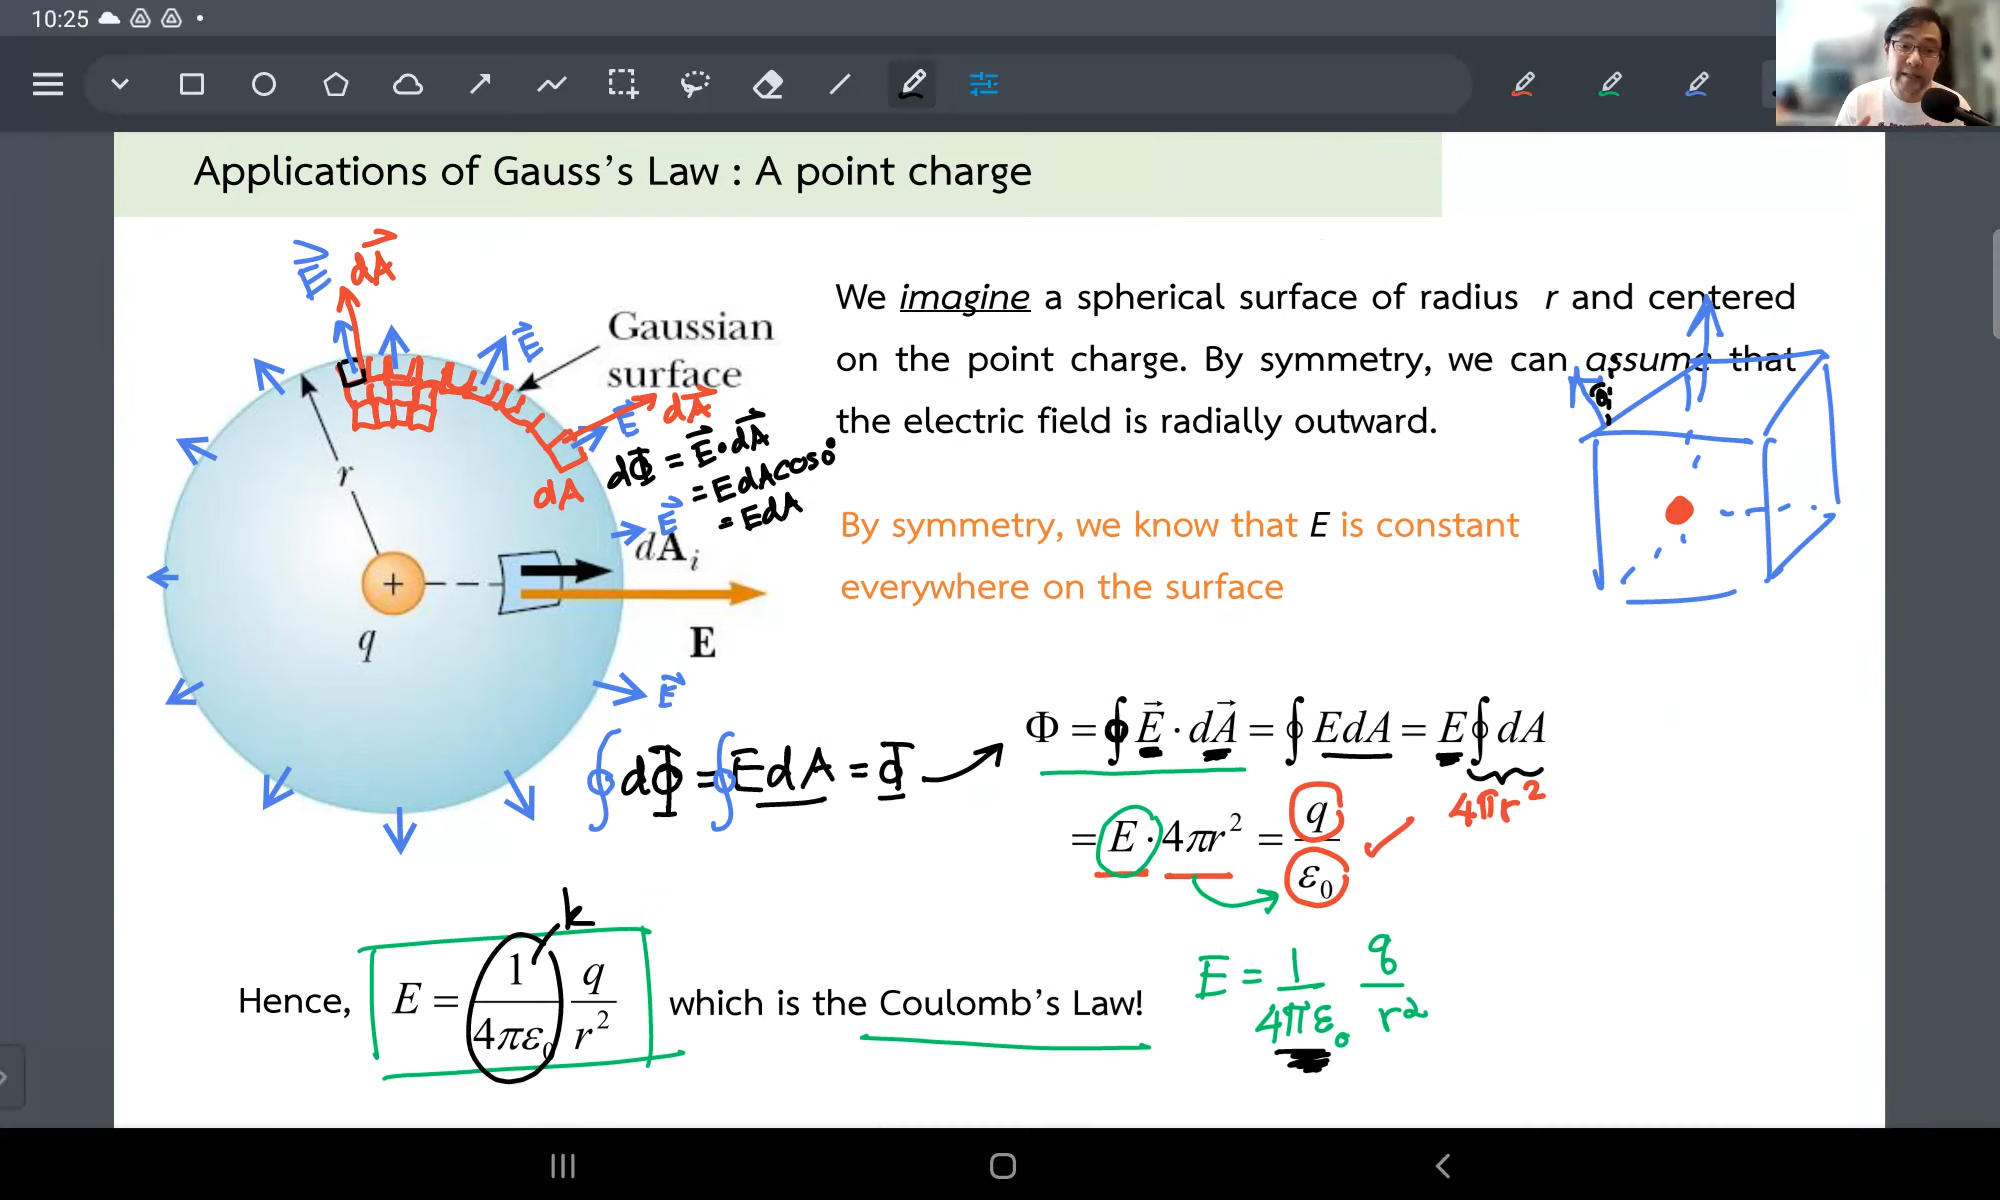 10:25
Applications of Gauss's Law : A point charge
E⃗ dA⃗
Gaussian
surface
E⃗
dA⃗
E⃗
dΦ = E⃗ · dA⃗
= EdAcos0°
= EdA
dA
E⃗
dA_i
r
+
q
E
E⃗
We imagine a spherical surface of radius r and centered
on the point charge. By symmetry, we can assume that
the electric field is radially outward.
θ
By symmetry, we know that E is constant
everywhere on the surface
∮dΦ = ∮EdA = Φ
Φ = ∮ E⃗ · dA⃗ = ∮ EdA = E ∮ dA
4πr²
= E · 4πr² = q/ε₀
k
Hence, E = 1/4πε₀ q/r² which is the Coulomb's Law!
E = 1/4πε₀ q/r²